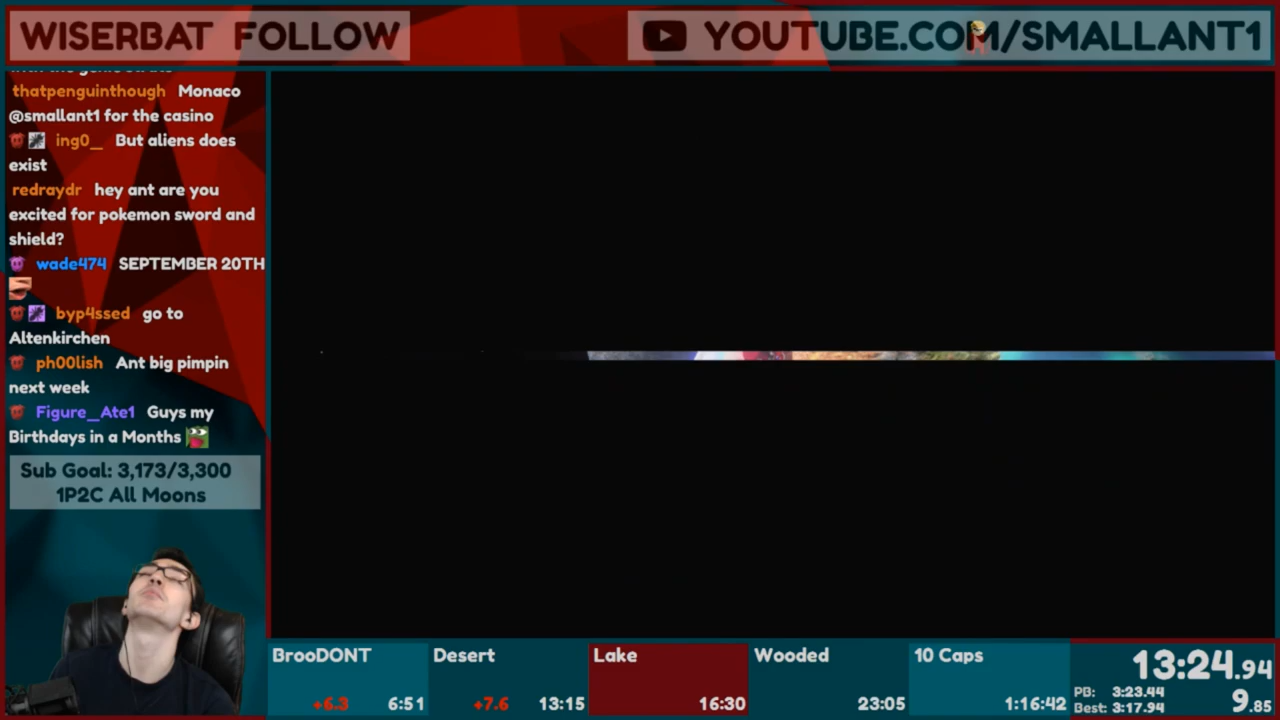 WISERBAT FOLLOW
YOUTUBE.COM/SMALLANT1
thatpenguinthough Monaco
@smallant1 for the casino
ing0_ But aliens does
exist
redraydr hey ant are you
excited for pokemon sword and
shield?
wade474 SEPTEMBER 20TH
byp4ssed go to
Altenkirchen
ph00lish Ant big pimpin
next week
Figure_Ate1 Guys my
Birthdays in a Months
Sub Goal: 3,173/3,300
1P2C All Moons
BrooDONT
+6.3 6:51
Desert
+7.6 13:15
Lake
16:30
Wooded
23:05
10 Caps
1:16:42
13:24.94
PB: 3:23.44
Best: 3:17.94
9.85